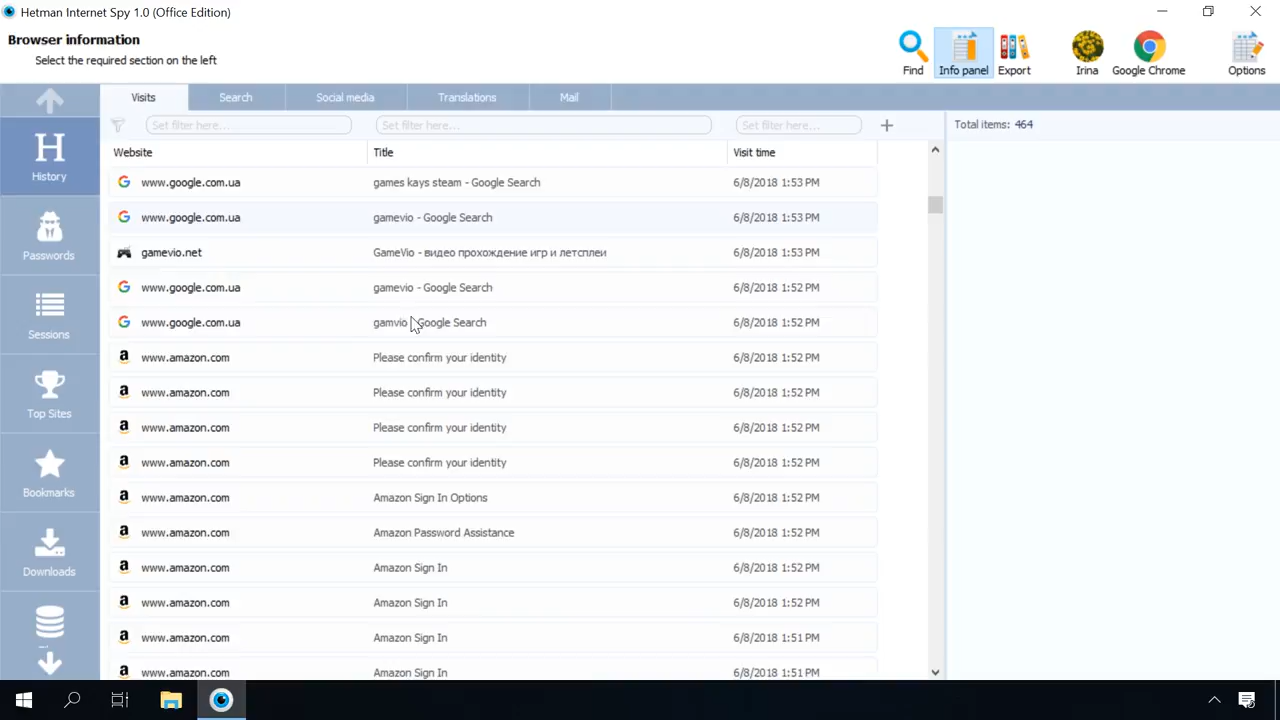 Hetman Internet Spy 1.0 (Office Edition)
Browser information
Select the required section on the left
Find
Info panel
Export
Irina
Google Chrome
Options
Visits
Search
Social media
Translations
Mail
Set filter here...
Set filter here...
Set filter here...
Total items: 464
Website
Title
Visit time
History
Passwords
Sessions
Top Sites
Bookmarks
Downloads
www.google.com.ua games kays steam - Google Search 6/8/2018 1:53 PM
www.google.com.ua gamevio - Google Search 6/8/2018 1:53 PM
gamevio.net GameVio - видео прохождение игр и летсплеи 6/8/2018 1:53 PM
www.google.com.ua gamevio - Google Search 6/8/2018 1:52 PM
www.google.com.ua gamvio - Google Search 6/8/2018 1:52 PM
www.amazon.com Please confirm your identity 6/8/2018 1:52 PM
www.amazon.com Please confirm your identity 6/8/2018 1:52 PM
www.amazon.com Please confirm your identity 6/8/2018 1:52 PM
www.amazon.com Please confirm your identity 6/8/2018 1:52 PM
www.amazon.com Amazon Sign In Options 6/8/2018 1:52 PM
www.amazon.com Amazon Password Assistance 6/8/2018 1:52 PM
www.amazon.com Amazon Sign In 6/8/2018 1:52 PM
www.amazon.com Amazon Sign In 6/8/2018 1:52 PM
www.amazon.com Amazon Sign In 6/8/2018 1:51 PM
www.amazon.com Amazon Sign In 6/8/2018 1:51 PM